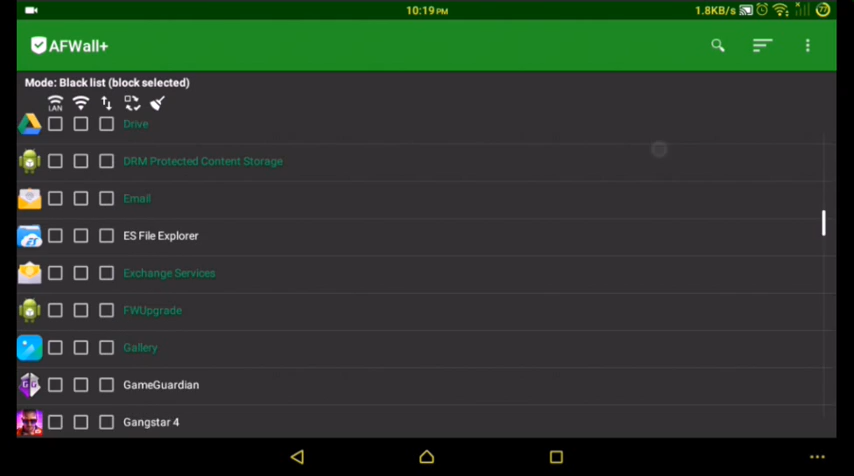 10:19 PM
1.8KB/s
77
AFWall+
Mode: Black list (block selected)
LAN
Drive
DRM Protected Content Storage
Email
ES File Explorer
Exchange Services
FWUpgrade
Gallery
GameGuardian
Gangstar 4